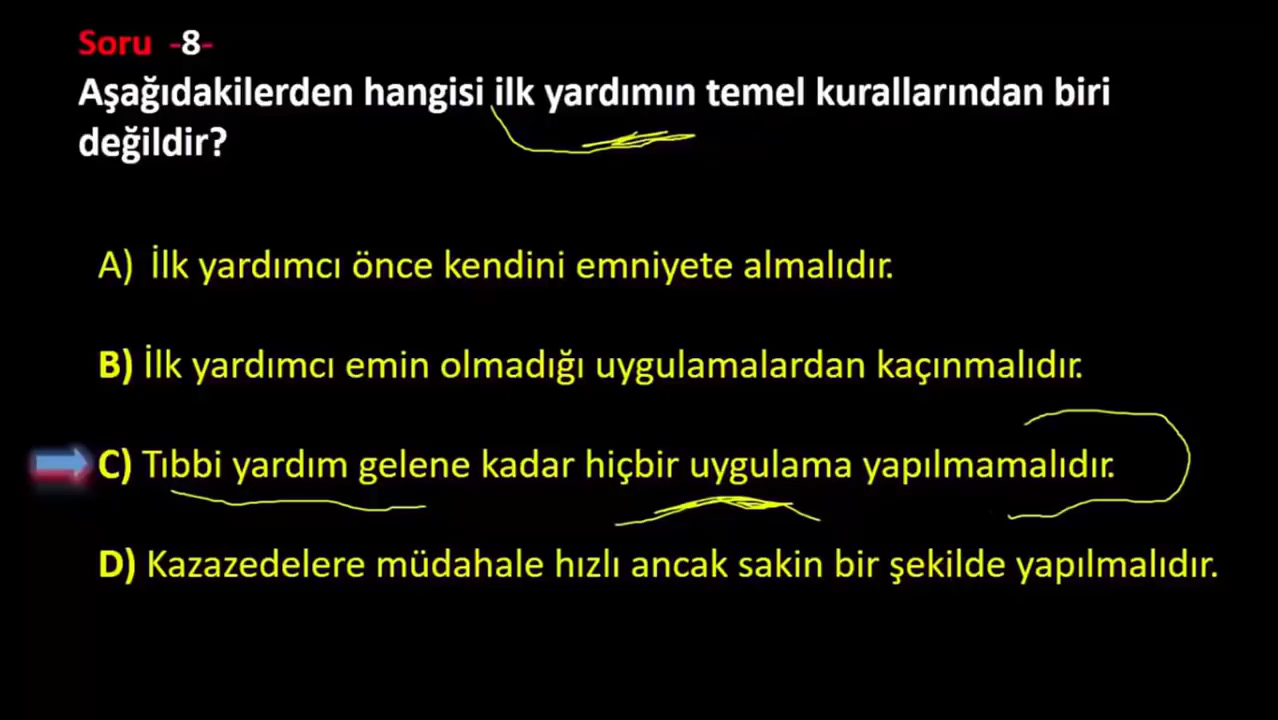 Soru -8-
Aşağıdakilerden hangisi ilk yardımın temel kurallarından biri
değildir?
A) İlk yardımcı önce kendini emniyete almalıdır.
B) İlk yardımcı emin olmadığı uygulamalardan kaçınmalıdır.
C) Tıbbi yardım gelene kadar hiçbir uygulama yapılmamalıdır.
D) Kazazedelere müdahale hızlı ancak sakin bir şekilde yapılmalıdır.